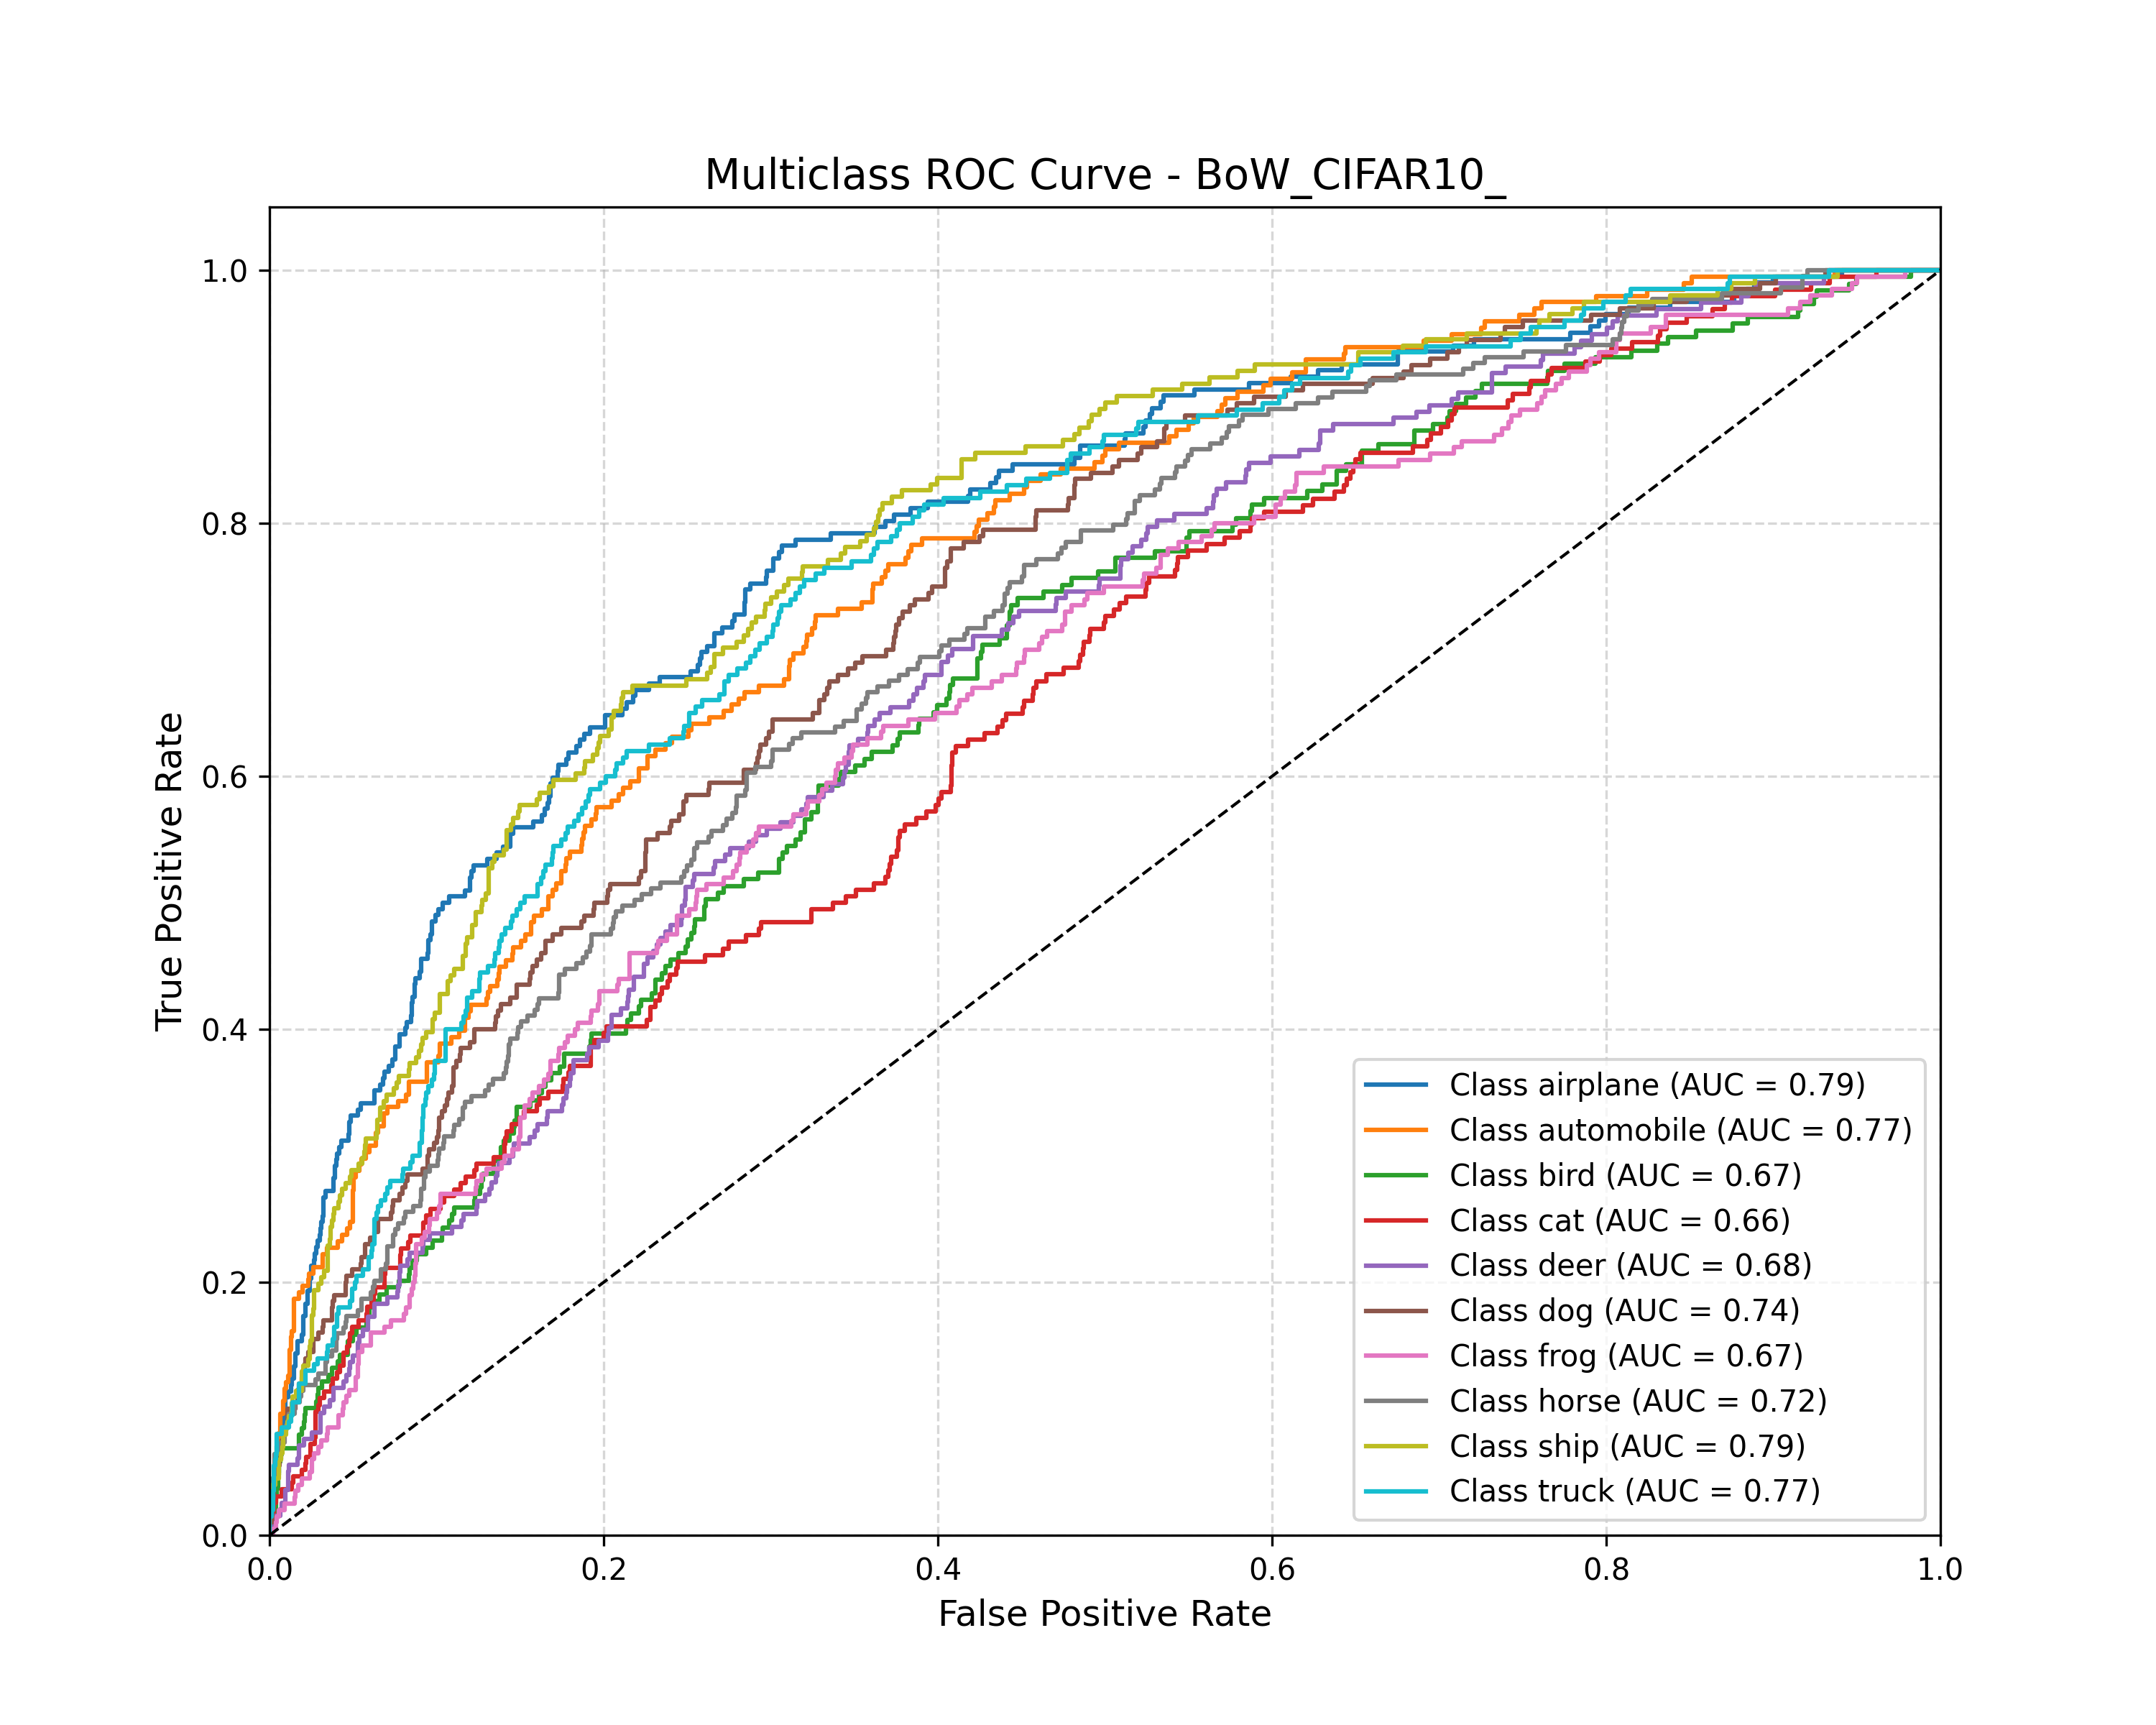 Multiclass ROC Curve - BoW_CIFAR10_
True Positive Rate
1.0
0.8
0.6
0.4
0.2
0.0
0.0 0.2 0.4 0.6 0.8 1.0
False Positive Rate
Class airplane (AUC = 0.79)
Class automobile (AUC = 0.77)
Class bird (AUC = 0.67)
Class cat (AUC = 0.66)
Class deer (AUC = 0.68)
Class dog (AUC = 0.74)
Class frog (AUC = 0.67)
Class horse (AUC = 0.72)
Class ship (AUC = 0.79)
Class truck (AUC = 0.77)